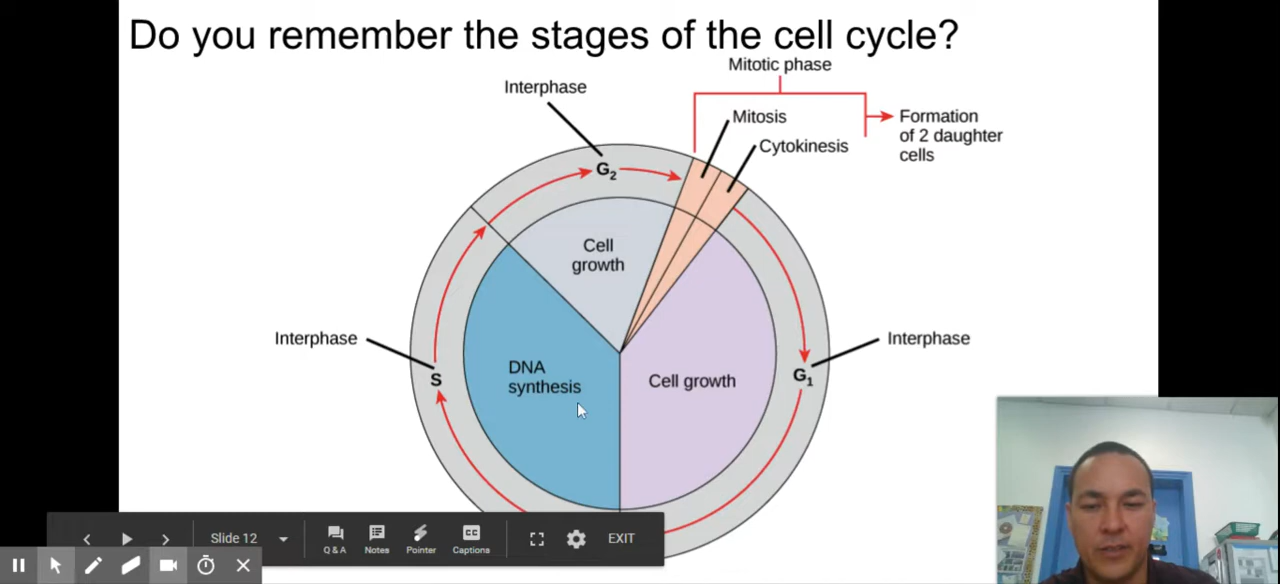 Do you remember the stages of the cell cycle?
Mitotic phase
Interphase
Mitosis
Formation
of 2 daughter
cells
Cytokinesis
G₂
Cell
growth
Interphase
Interphase
DNA
synthesis
S
Cell growth
G₁
Slide 12
Q & A
Notes
Pointer
CC
Captions
EXIT